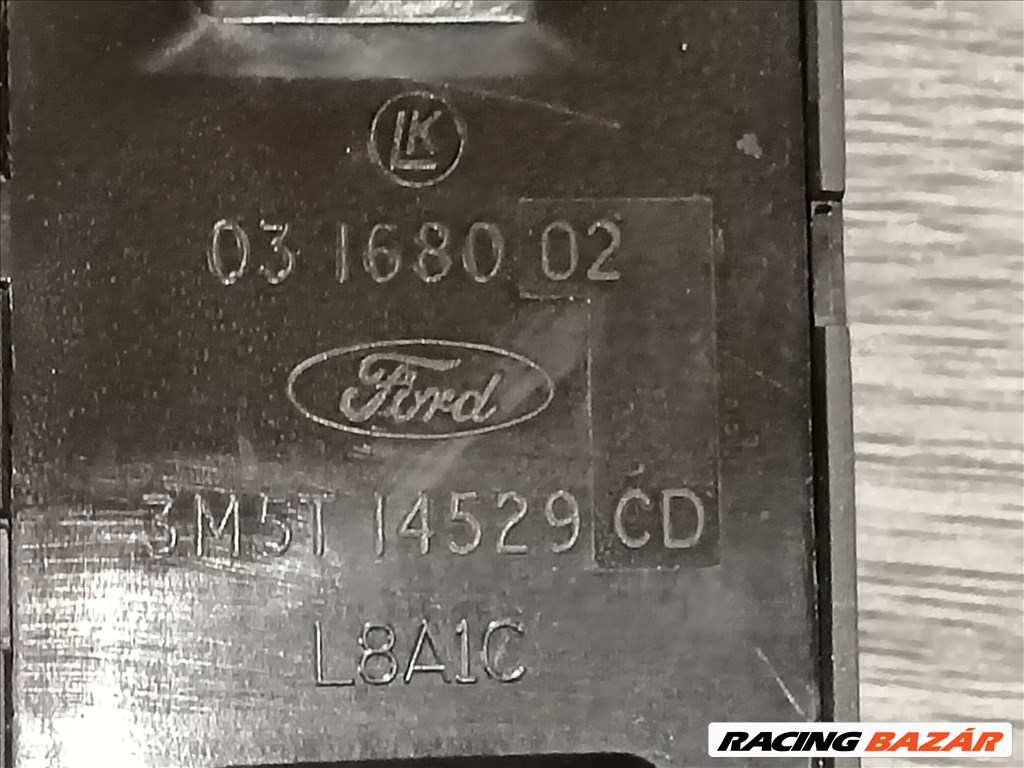 LK
03 1680 02
Ford
3M5T 14529 CD
L8A1C
RACING BAZÁR